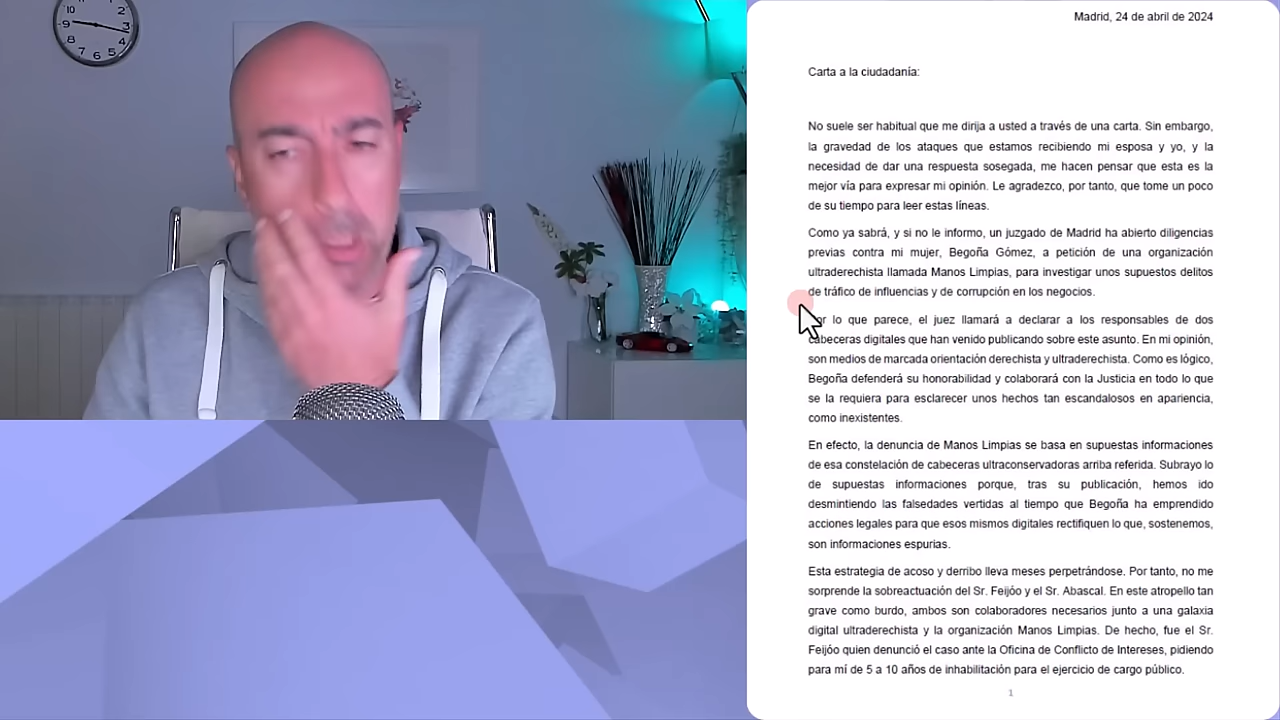 10
2
9
3
8
4
7
6
5
Madrid, 24 de abril de 2024
Carta a la ciudadanía:
No suele ser habitual que me dirija a usted a través de una carta. Sin embargo,
la gravedad de los ataques que estamos recibiendo mi esposa y yo, y la
necesidad de dar una respuesta sosegada, me hacen pensar que esta es la
mejor vía para expresar mi opinión. Le agradezco, por tanto, que tome un poco
de su tiempo para leer estas líneas.
Como ya sabrá, y si no le informo, un juzgado de Madrid ha abierto diligencias
previas contra mi mujer, Begoña Gómez, a petición de una organización
ultraderechista llamada Manos Limpias, para investigar unos supuestos delitos
de tráfico de influencias y de corrupción en los negocios.
lo que parece, el juez llamará a declarar a los responsables de dos
cabeceras digitales que han venido publicando sobre este asunto. En mi opinión,
son medios de marcada orientación derechista y ultraderechista. Como es lógico,
Begoña defenderá su honorabilidad y colaborará con la Justicia en todo lo que
se la requiera para esclarecer unos hechos tan escandalosos en apariencia,
como inexistentes.
En efecto, la denuncia de Manos Limpias se basa en supuestas informaciones
de esa constelación de cabeceras ultraconservadoras arriba referida. Subrayo lo
de supuestas informaciones porque, tras su publicación, hemos ido
desmintiendo las falsedades vertidas al tiempo que Begoña ha emprendido
acciones legales para que esos mismos digitales rectifiquen lo que, sostenemos,
son informaciones espurias.
Esta estrategia de acoso y derribo lleva meses perpetrándose. Por tanto, no me
sorprende la sobreactuación del Sr. Feijóo y el Sr. Abascal. En este atropello tan
grave como burdo, ambos son colaboradores necesarios junto a una galaxia
digital ultraderechista y la organización Manos Limpias. De hecho, fue el Sr.
Feijóo quien denunció el caso ante la Oficina de Conflicto de Intereses, pidiendo
para mí de 5 a 10 años de inhabilitación para el ejercicio de cargo público.
1